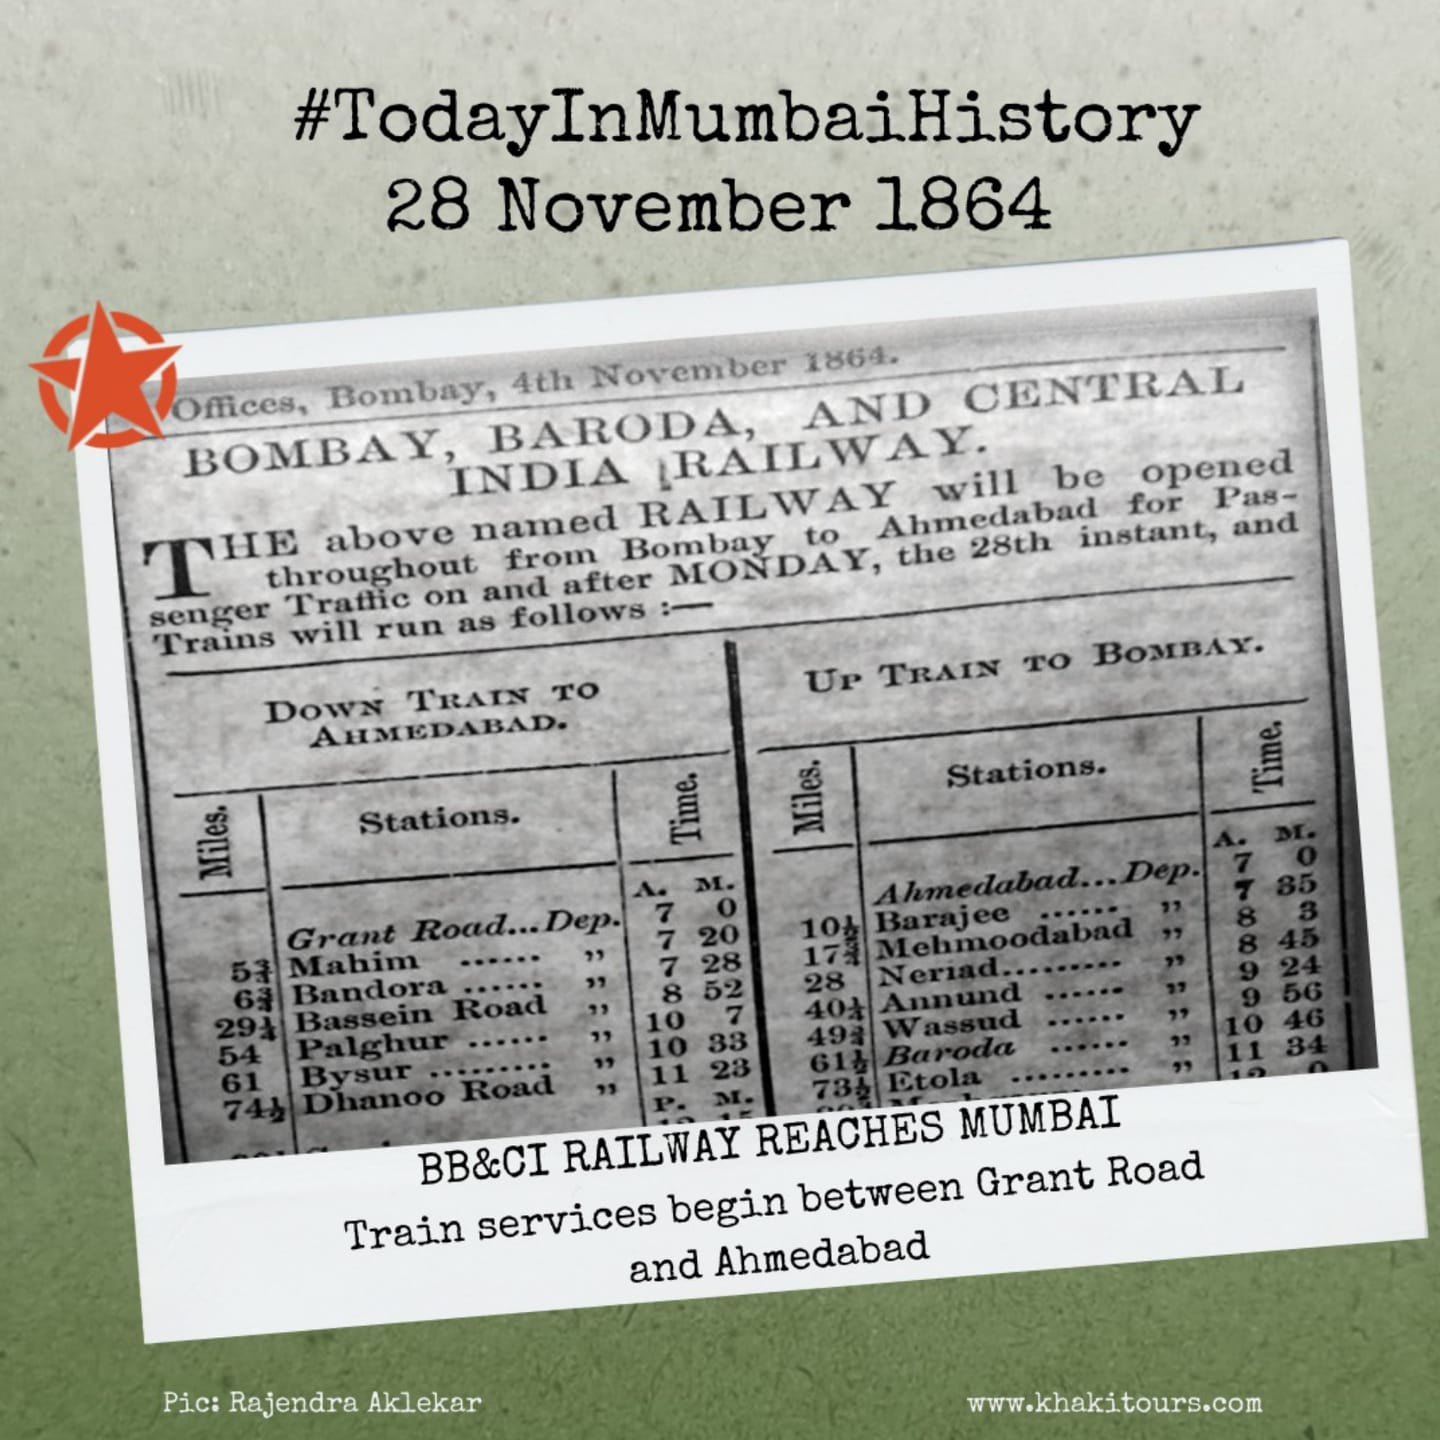 #TodayInMumbaiHistory
28 November 1864
Offices, Bombay, 4th November 1864.
BOMBAY, BARODA, AND CENTRAL
INDIA RAILWAY.
THE above named RAILWAY will be opened
throughout from Bombay to Ahmedabad for Pas-
senger Traffic on and after MONDAY, the 28th instant, and
Trains will run as follows :—
DOWN TRAIN TO
AHMEDABAD.
Miles. Stations. Time.
A. M.
Grant Road...Dep. 7 0
5¾ Mahim ...... ” 7 20
6¾ Bandora ...... ” 7 28
29¼ Bassein Road ” 8 52
54 Palghur ...... ” 10 7
61 Bysur ......... ” 10 33
74½ Dhanoo Road ” 11 23
P. M.
UP TRAIN TO BOMBAY.
Miles. Stations. Time.
A. M.
Ahmedabad...Dep. 7 0
10½ Barajee ...... ” 7 35
17¾ Mehmoodabad ” 8 3
28 Neriad......... ” 8 45
40¼ Annund ...... ” 9 24
49¾ Wassud ...... ” 9 56
61½ Baroda ...... ” 10 46
73½ Etola ......... ” 11 34
BB&CI RAILWAY REACHES MUMBAI
Train services begin between Grant Road
and Ahmedabad
Pic: Rajendra Aklekar
www.khakitours.com